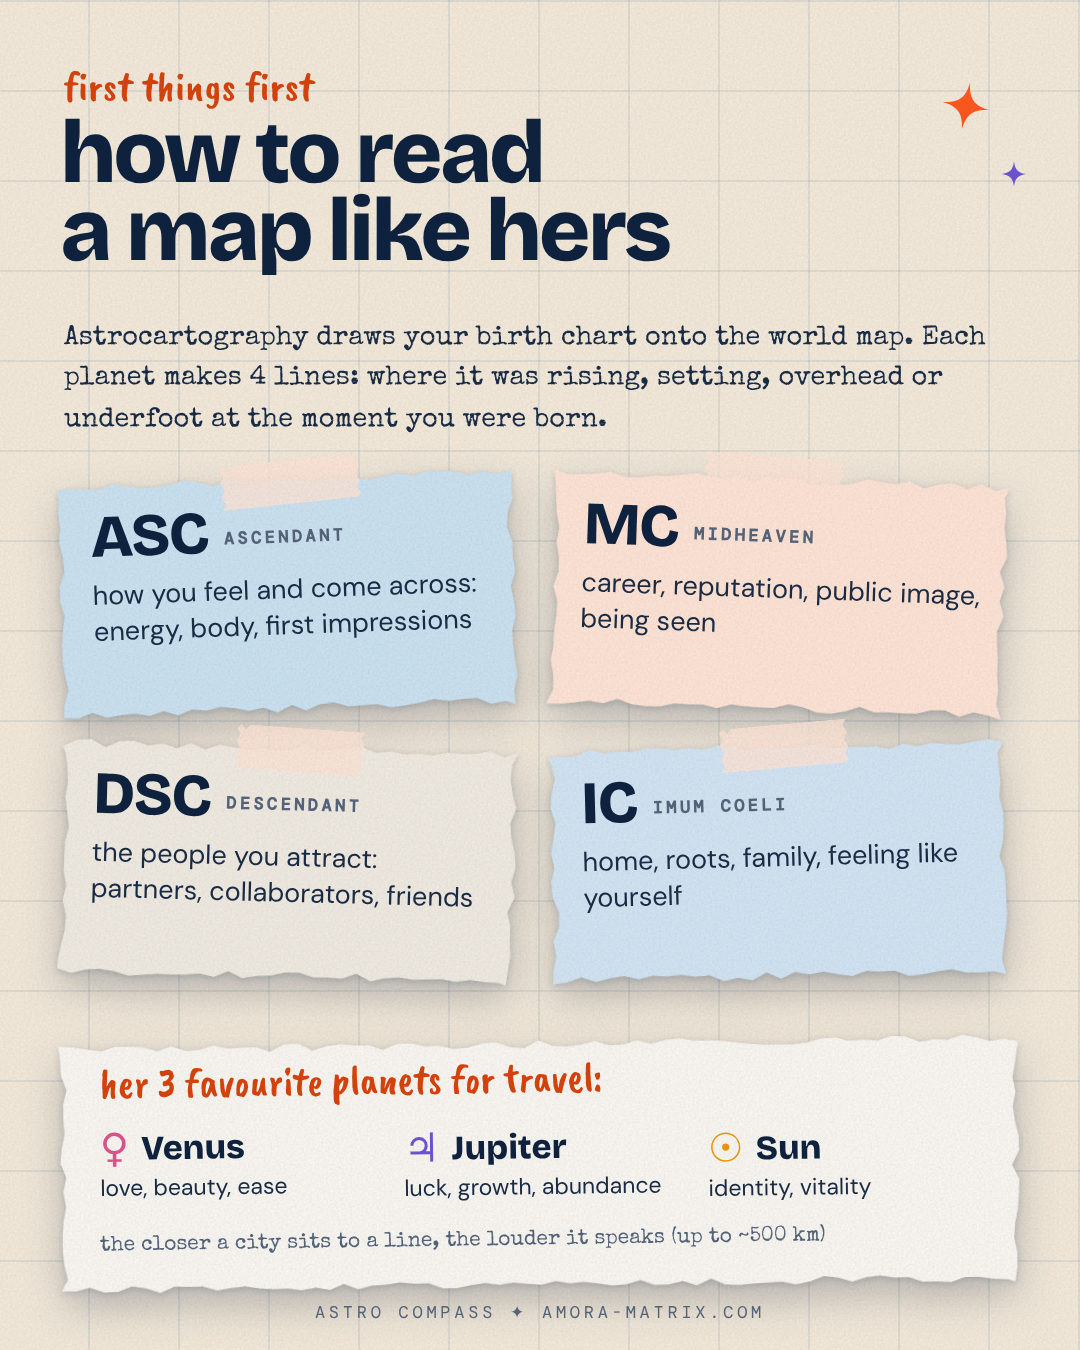 first things first
how to read
a map like hers
Astrocartography draws your birth chart onto the world map. Each
planet makes 4 lines: where it was rising, setting, overhead or
underfoot at the moment you were born.
ASC ASCENDANT
how you feel and come across:
energy, body, first impressions
MC MIDHEAVEN
career, reputation, public image,
being seen
DSC DESCENDANT
the people you attract:
partners, collaborators, friends
IC IMUM COELI
home, roots, family, feeling like
yourself
her 3 favourite planets for travel:
♀ Venus
love, beauty, ease
♃ Jupiter
luck, growth, abundance
☉ Sun
identity, vitality
the closer a city sits to a line, the louder it speaks (up to ~500 km)
ASTRO COMPASS ✦ AMORA-MATRIX.COM